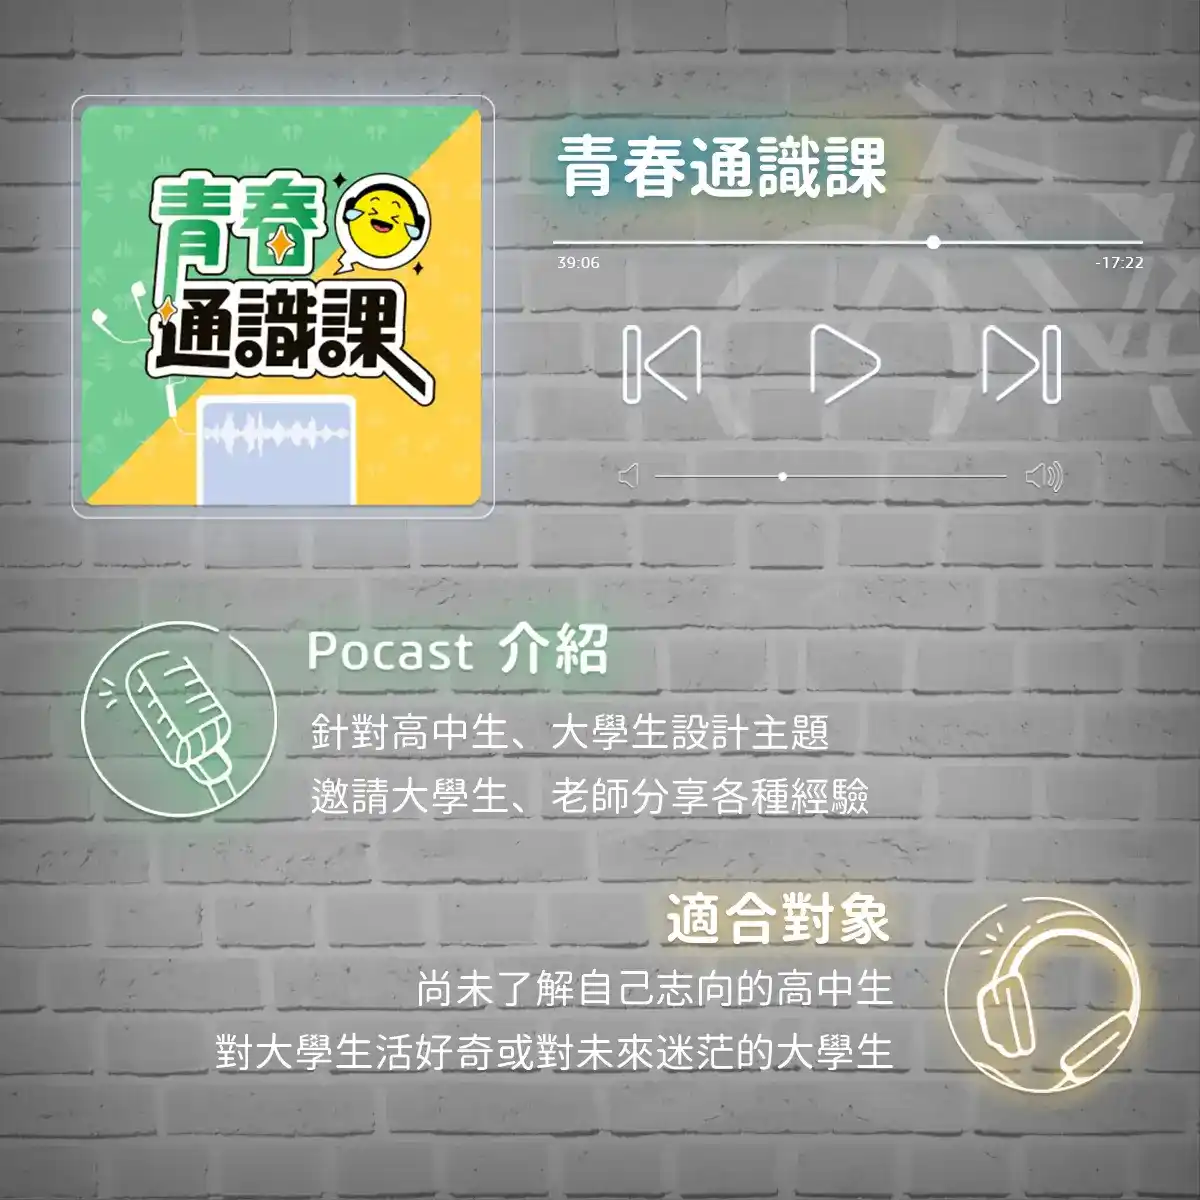 青春
通識課
青春通識課
39:06
-17:22
Pocast 介紹
針對高中生、大學生設計主題
邀請大學生、老師分享各種經驗
適合對象
尚未了解自己志向的高中生
對大學生活好奇或對未來迷茫的大學生